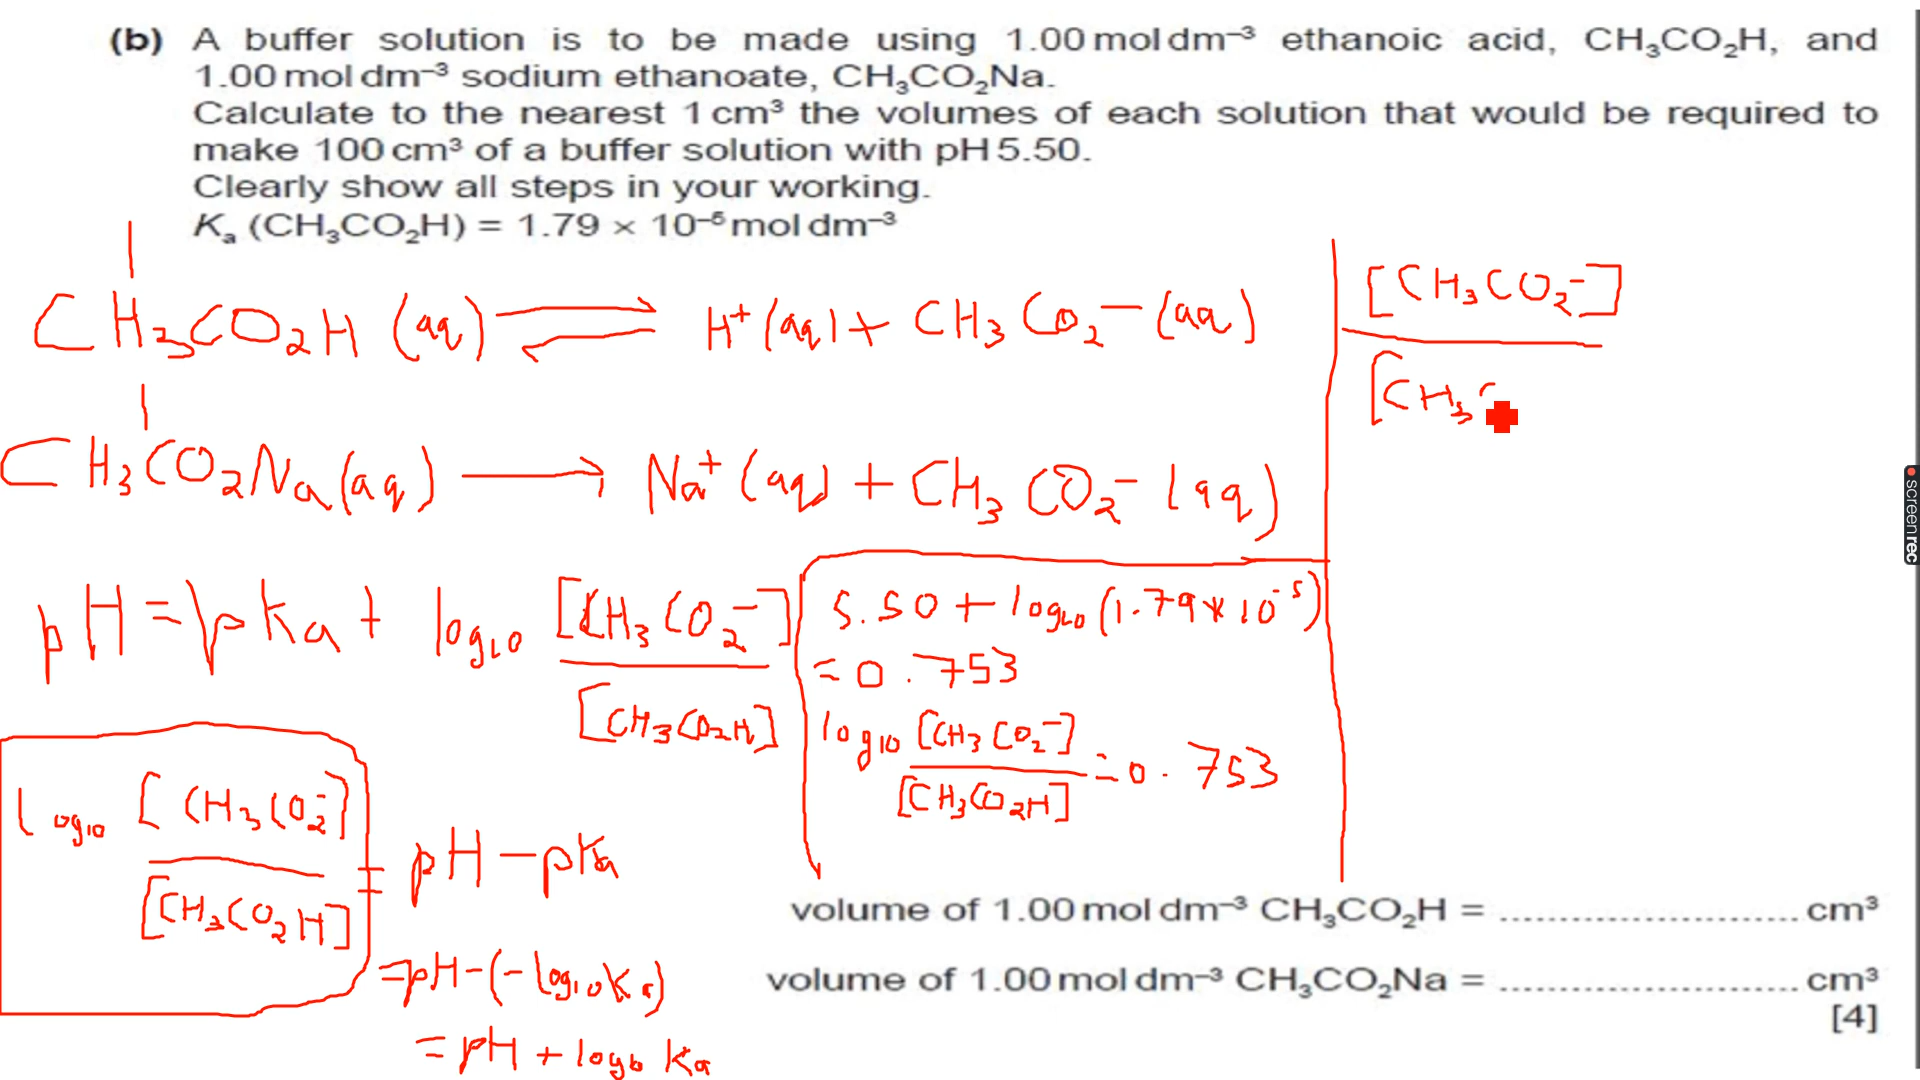 (b) A buffer solution is to be made using 1.00 mol dm⁻³ ethanoic acid, CH₃CO₂H, and
1.00 mol dm⁻³ sodium ethanoate, CH₃CO₂Na.
Calculate to the nearest 1 cm³ the volumes of each solution that would be required to
make 100 cm³ of a buffer solution with pH 5.50.
Clearly show all steps in your working.
Kₐ (CH₃CO₂H) = 1.79 × 10⁻⁵ mol dm⁻³
CH₃CO₂H (aq) ⇌ H⁺(aq) + CH₃CO₂⁻(aq)
CH₃CO₂Na(aq) → Na⁺(aq) + CH₃CO₂⁻(aq)
pH = pKa + log₁₀ [CH₃CO₂⁻]
[CH₃CO₂H]
log₁₀ [CH₃CO₂⁻]
[CH₃CO₂H]
= pH - pKa
= pH - (- log₁₀Ka)
= pH + log₁₀ Ka
5.50 + log₁₀ (1.79 × 10⁻⁵)
= 0.753
log₁₀ [CH₃CO₂⁻]
[CH₃CO₂H]
= 0.753
[CH₃CO₂⁻]
[CH₃
volume of 1.00 mol dm⁻³ CH₃CO₂H = .............................. cm³
volume of 1.00 mol dm⁻³ CH₃CO₂Na = .............................. cm³
[4]
screenrec